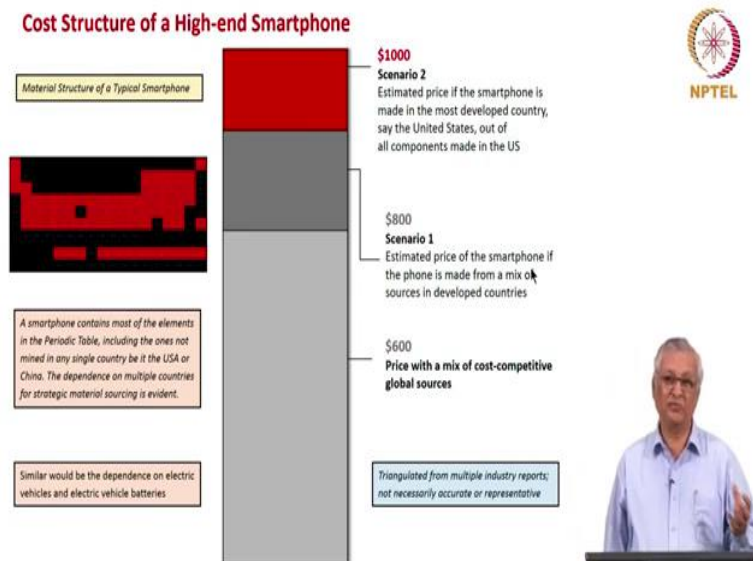 Cost Structure of a High-end Smartphone
Material Structure of a Typical Smartphone
A smartphone contains most of the elements
in the Periodic Table, including the ones not
mined in any single country be it the USA or
China. The dependence on multiple countries
for strategic material sourcing is evident.
Similar would be the dependence on electric
vehicles and electric vehicle batteries
$1000
Scenario 2
Estimated price if the smartphone is
made in the most developed country,
say the United States, out of
all components made in the US
$800
Scenario 1
Estimated price of the smartphone if
the phone is made from a mix of
sources in developed countries
$600
Price with a mix of cost-competitive
global sources
Triangulated from multiple industry reports;
not necessarily accurate or representative
NPTEL